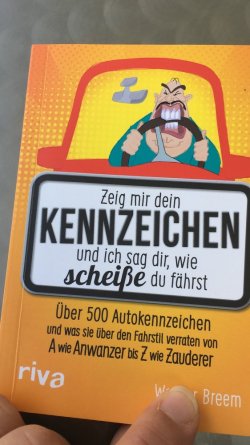 Zeig mir dein
KENNZEICHEN
und ich sag dir, wie
scheiße du fährst
Über 500 Autokennzeichen
und was sie über den Fahrstil verraten von
A wie Anwanzer bis Z wie Zauderer
riva
Breem